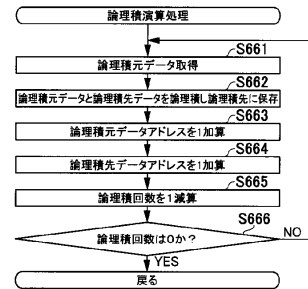 論理積演算処理
S661
論理積元データ取得
S662
論理積元データと論理積先データを論理積し論理積先に保存
S663
論理積元データアドレスを1加算
S664
論理積先データアドレスを1加算
S665
論理積回数を1減算
S666
論理積回数は0か？
NO
YES
戻る